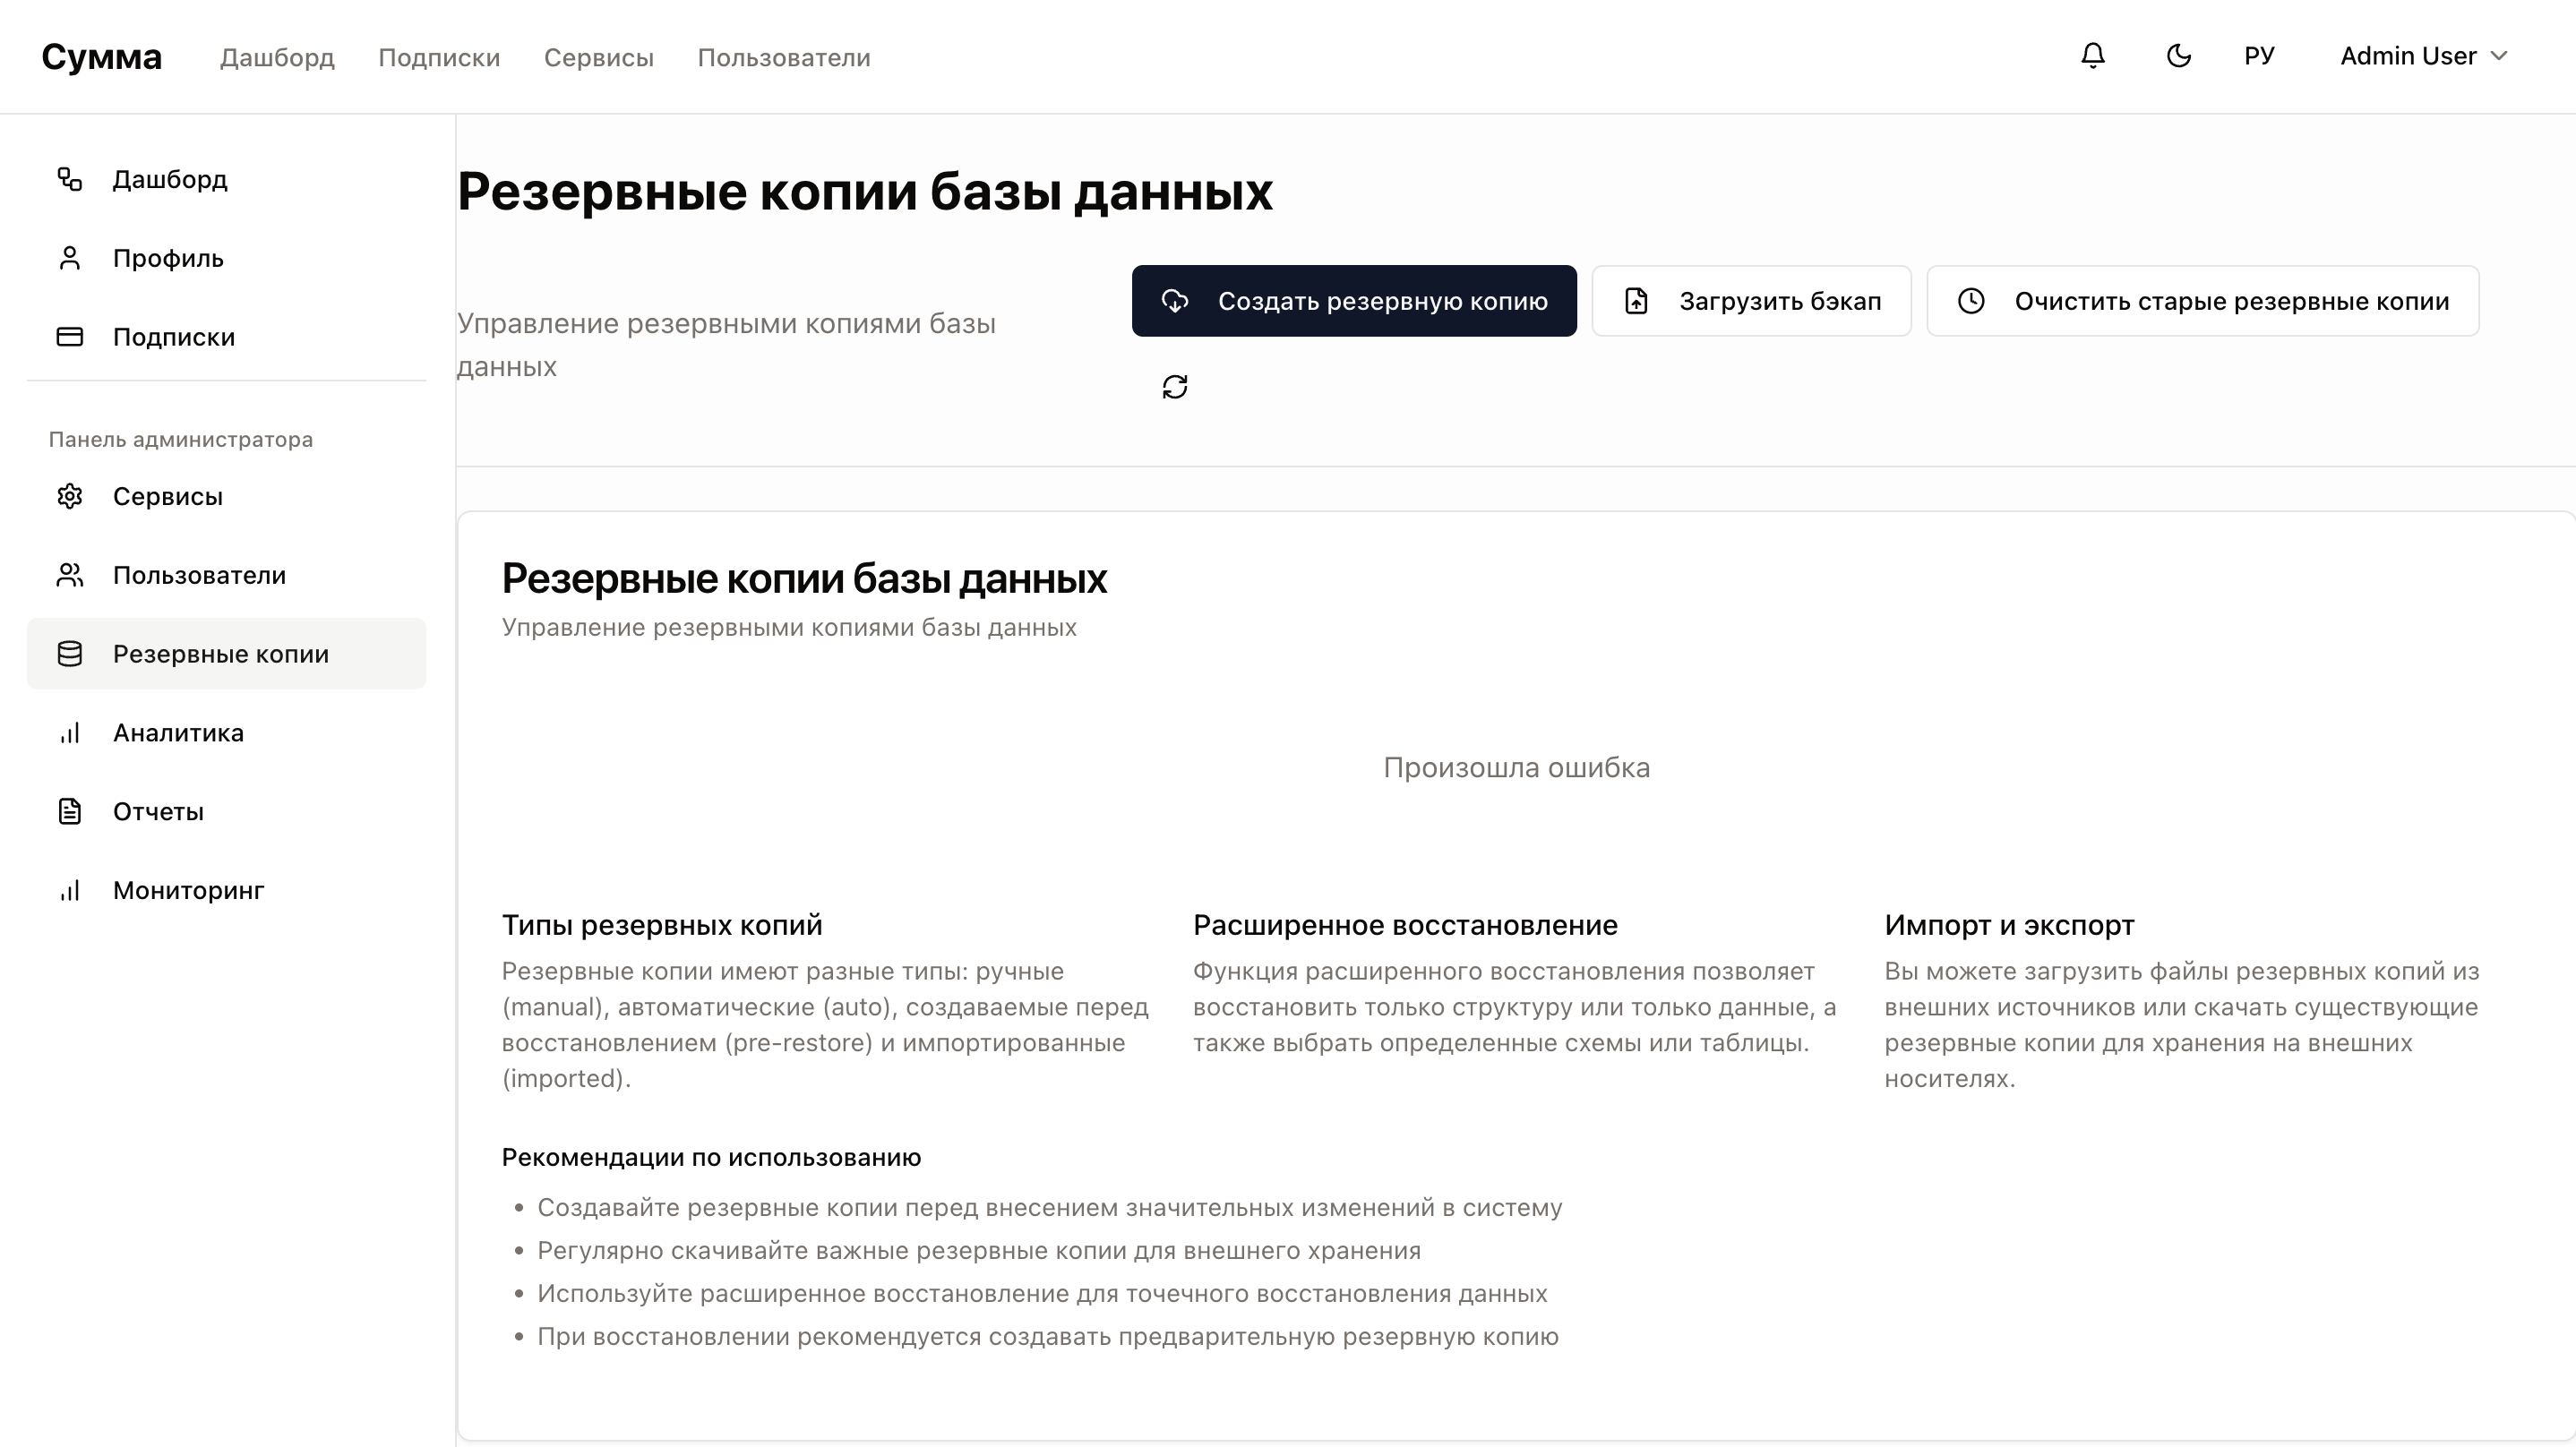 Сумма
Дашборд
Подписки
Сервисы
Пользователи
РУ
Admin User
Дашборд
Профиль
Подписки
Панель администратора
Сервисы
Пользователи
Резервные копии
Аналитика
Отчеты
Мониторинг
Резервные копии базы данных
Управление резервными копиями базы
данных
Создать резервную копию
Загрузить бэкап
Очистить старые резервные копии
Резервные копии базы данных
Управление резервными копиями базы данных
Произошла ошибка
Типы резервных копий
Резервные копии имеют разные типы: ручные
(manual), автоматические (auto), создаваемые перед
восстановлением (pre-restore) и импортированные
(imported).
Расширенное восстановление
Функция расширенного восстановления позволяет
восстановить только структуру или только данные, а
также выбрать определенные схемы или таблицы.
Импорт и экспорт
Вы можете загрузить файлы резервных копий из
внешних источников или скачать существующие
резервные копии для хранения на внешних
носителях.
Рекомендации по использованию
• Создавайте резервные копии перед внесением значительных изменений в систему
• Регулярно скачивайте важные резервные копии для внешнего хранения
• Используйте расширенное восстановление для точечного восстановления данных
• При восстановлении рекомендуется создавать предварительную резервную копию